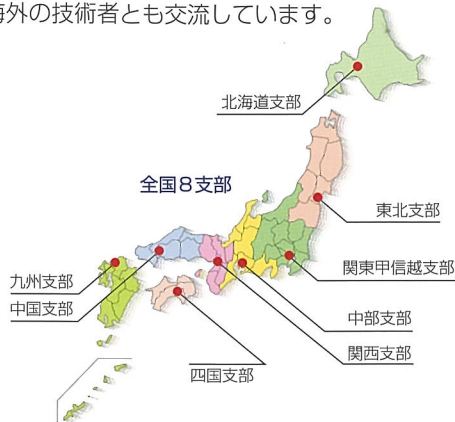 海外の技術者とも交流しています。
北海道支部
全国8支部
東北支部
関東甲信越支部
九州支部
中国支部
中部支部
関西支部
四国支部